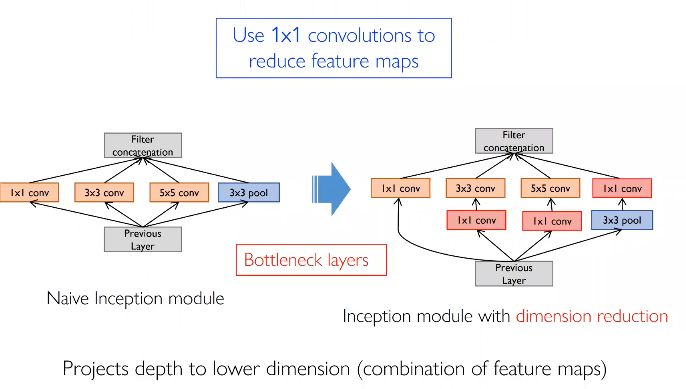 Use 1x1 convolutions to
reduce feature maps
Filter
concatenation
1x1 conv
3x3 conv
5x5 conv
3x3 pool
Previous
Layer
Naive Inception module
Bottleneck layers
Filter
concatenation
1x1 conv
3x3 conv
5x5 conv
1x1 conv
1x1 conv
1x1 conv
3x3 pool
Previous
Layer
Inception module with dimension reduction
Projects depth to lower dimension (combination of feature maps)